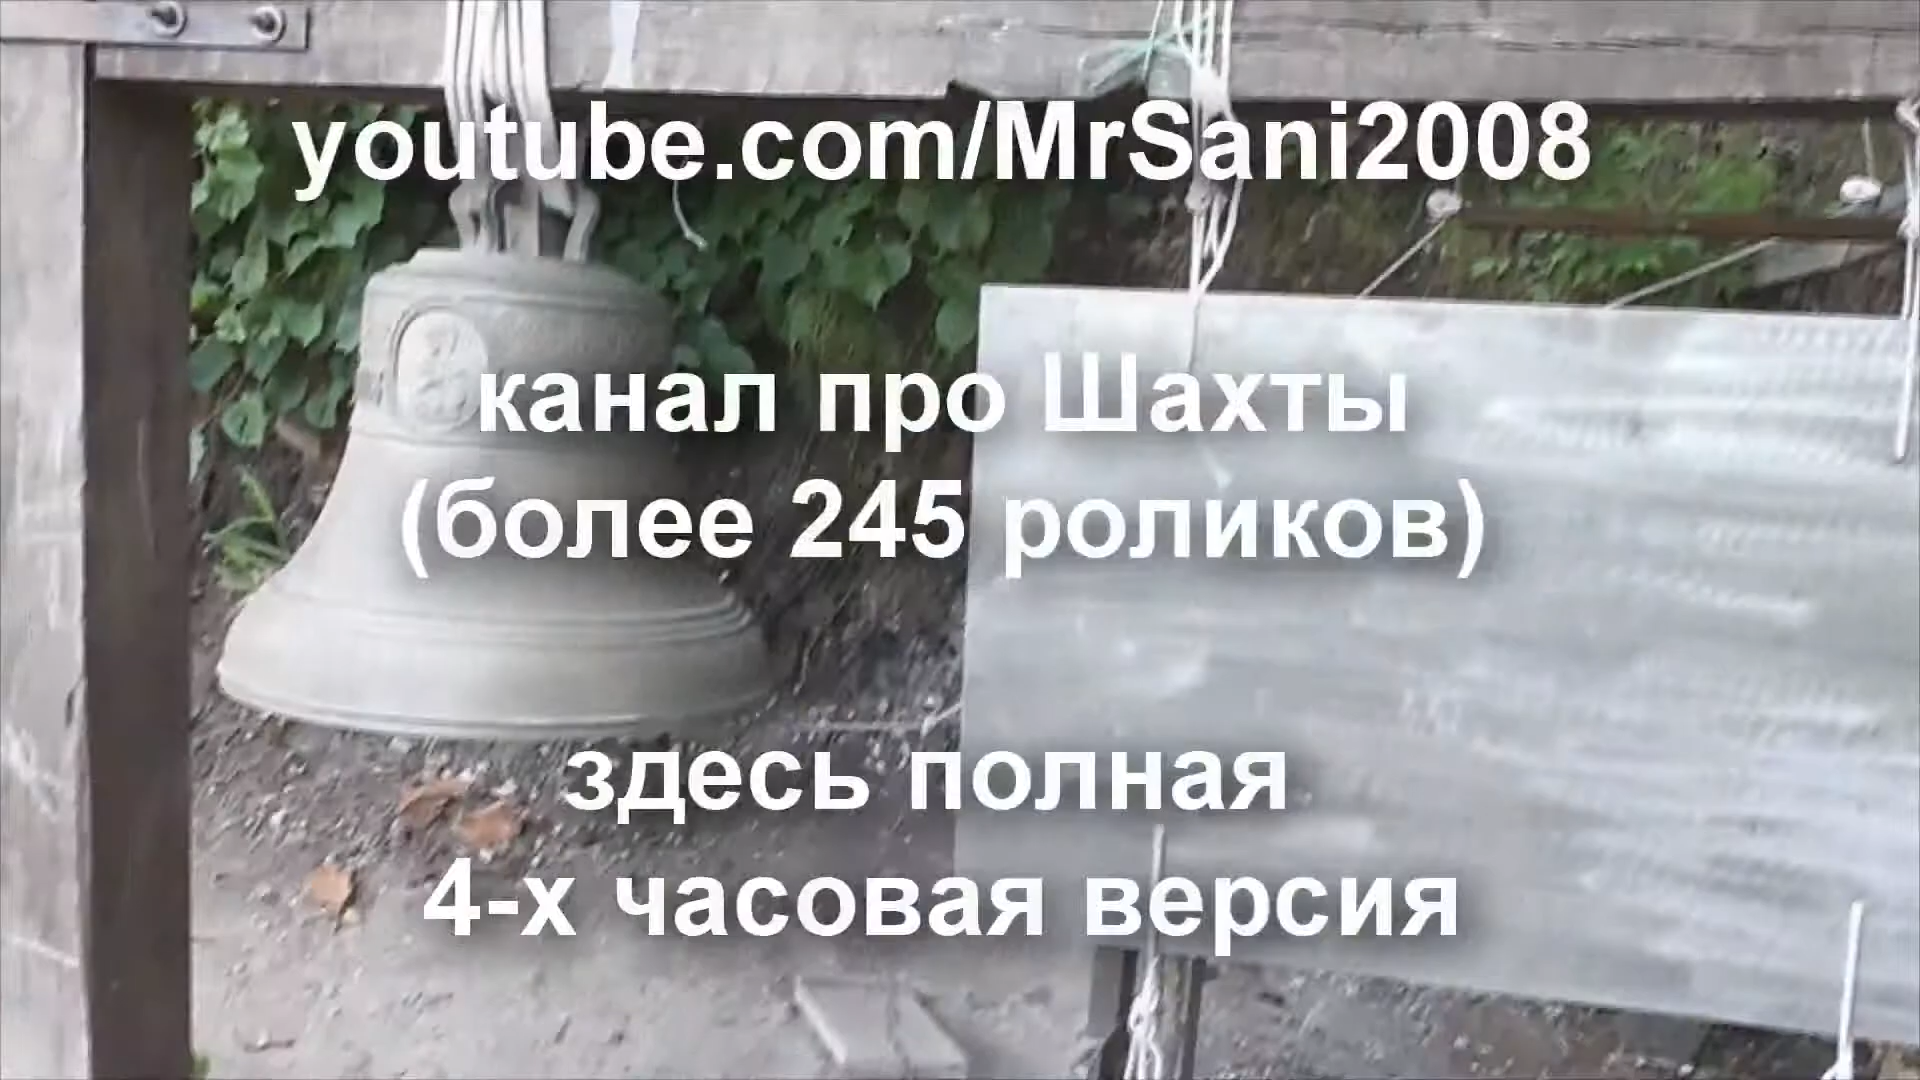 youtube.com/MrSani2008
канал про Шахты
(более 245 роликов)
здесь полная
4-х часовая версия